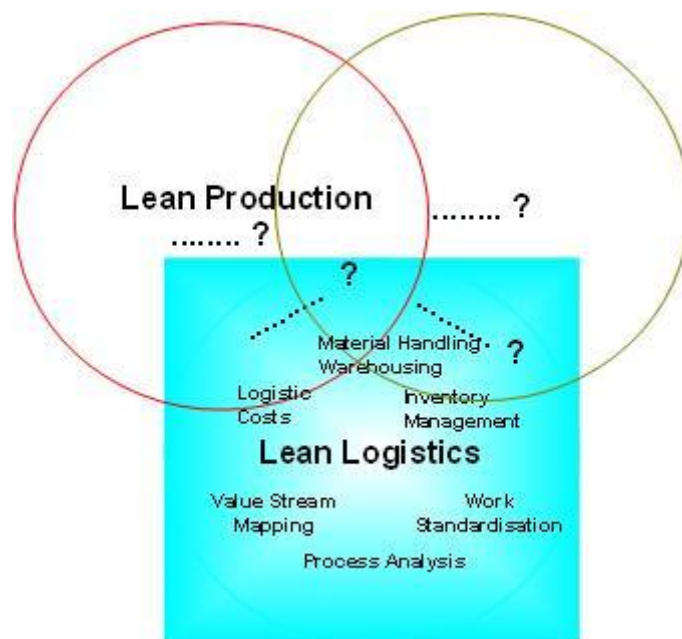 Lean Production
........ ?
........ ?
?
?
Material Handling
Warehousing
Logistic
Costs
Inventory
Management
Lean Logistics
Value Stream
Mapping
Work
Standardisation
Process Analysis